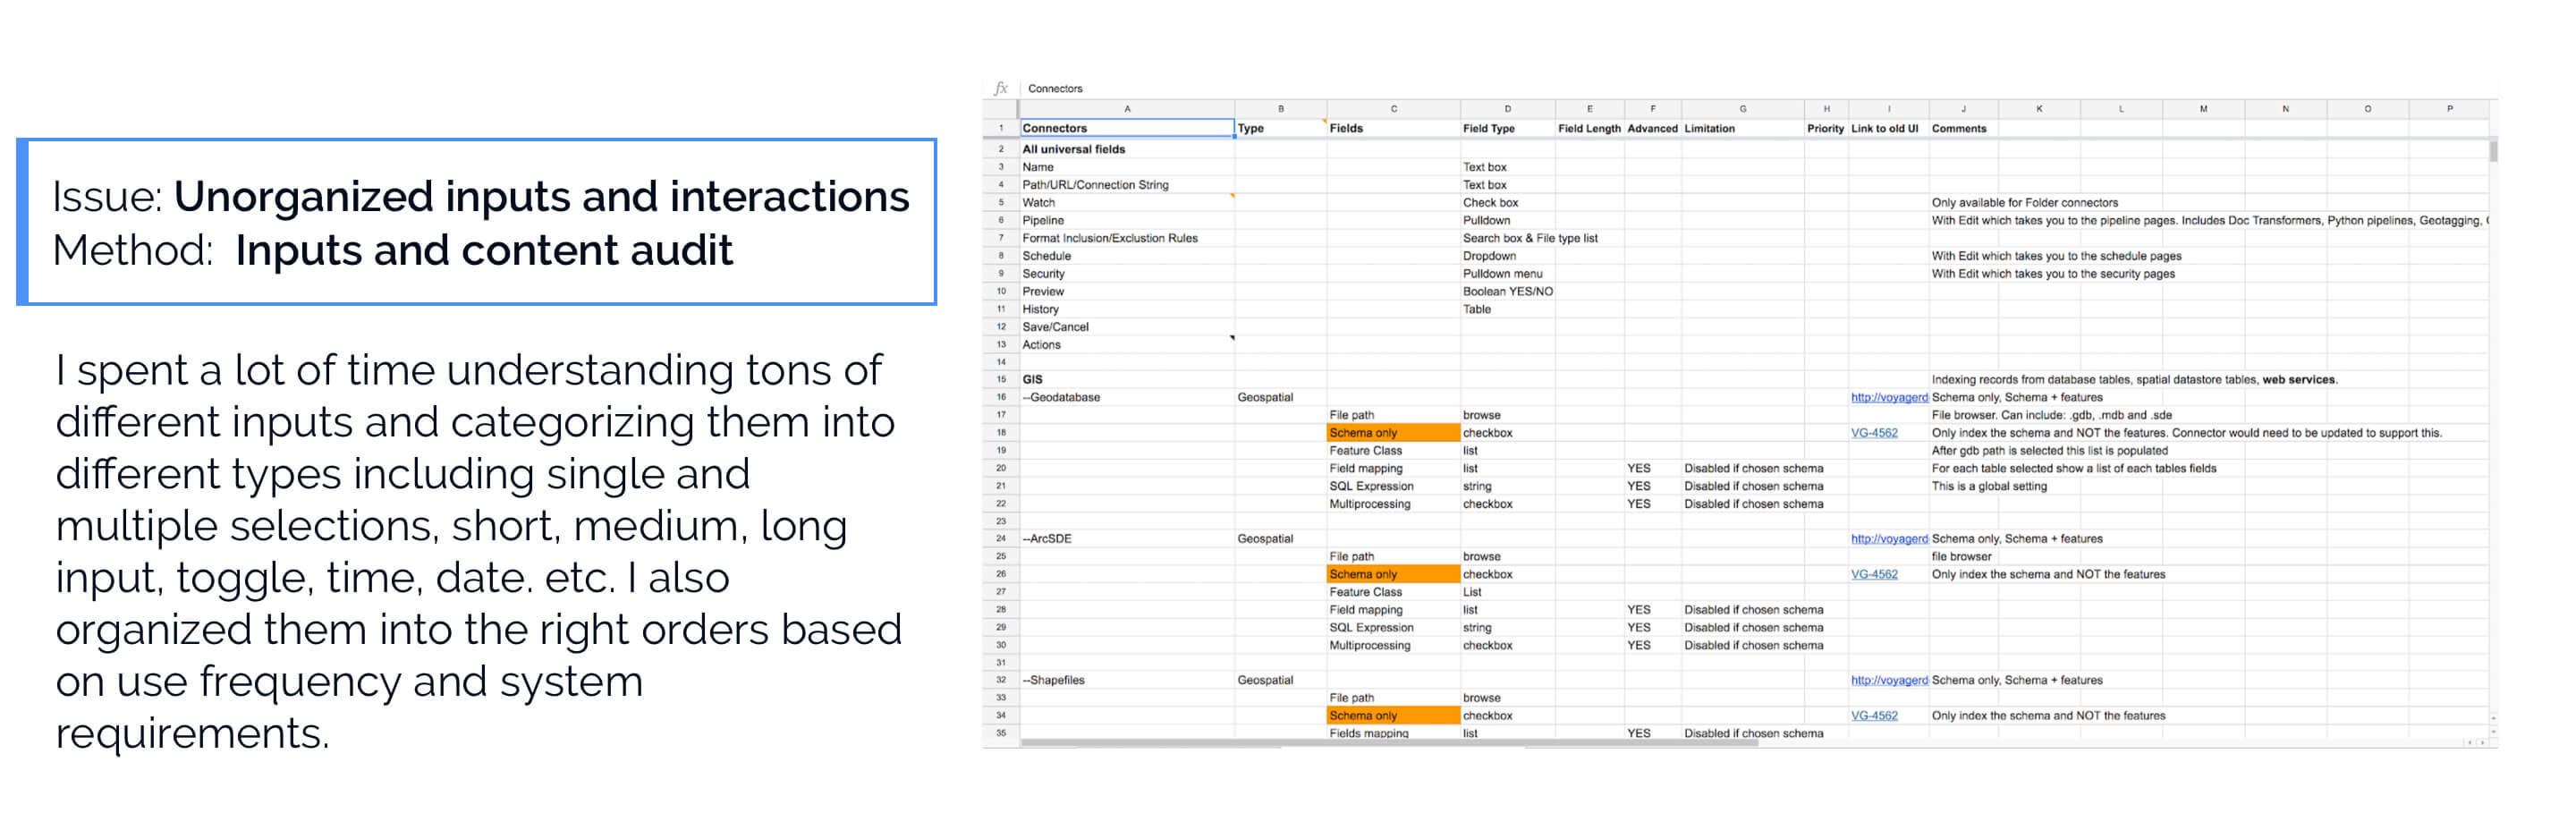 Issue: Unorganized inputs and interactions
Method: Inputs and content audit
I spent a lot of time understanding tons of
different inputs and categorizing them into
different types including single and
multiple selections, short, medium, long
input, toggle, time, date. etc. I also
organized them into the right orders based
on use frequency and system
requirements.
fx Connectors
A B C D E F G H I J K L M N O P
1 Connectors Type Fields Field Type Field Length Advanced Limitation Priority Link to old UI Comments
2 All universal fields
3 Name Text box
4 Path/URL/Connection String Text box
5 Watch Check box Only available for Folder connectors
6 Pipeline Pulldown With Edit which takes you to the pipeline pages. Includes Doc Transformers, Python pipelines, Geotagging,
7 Format Inclusion/Exclustion Rules Search box & File type list
8 Schedule Dropdown With Edit which takes you to the schedule pages
9 Security Pulldown menu With Edit which takes you to the security pages
10 Preview Boolean YES/NO
11 History Table
12 Save/Cancel
13 Actions
14
15 GIS Indexing records from database tables, spatial datastore tables, web services.
16 --Geodatabase Geospatial http://voyagerd Schema only, Schema + features
17 File path browse File browser. Can include: .gdb, .mdb and .sde
18 Schema only checkbox VG-4562 Only index the schema and NOT the features. Connector would need to be updated to support this.
19 Feature Class list After gdb path is selected this list is populated
20 Field mapping list YES Disabled if chosen schema For each table selected show a list of each tables fields
21 SQL Expression string YES Disabled if chosen schema This is a global setting
22 Multiprocessing checkbox YES Disabled if chosen schema
23
24 --ArcSDE Geospatial http://voyagerd Schema only, Schema + features
25 File path browse file browser
26 Schema only checkbox VG-4562 Only index the schema and NOT the features
27 Feature Class List
28 Field mapping list YES Disabled if chosen schema
29 SQL Expression string YES Disabled if chosen schema
30 Multiprocessing checkbox YES Disabled if chosen schema
31
32 --Shapefiles Geospatial http://voyagerd Schema only, Schema + features
33 File path browse
34 Schema only checkbox VG-4562 Only index the schema and NOT the features
35 Fields mapping list YES Disabled if chosen schema